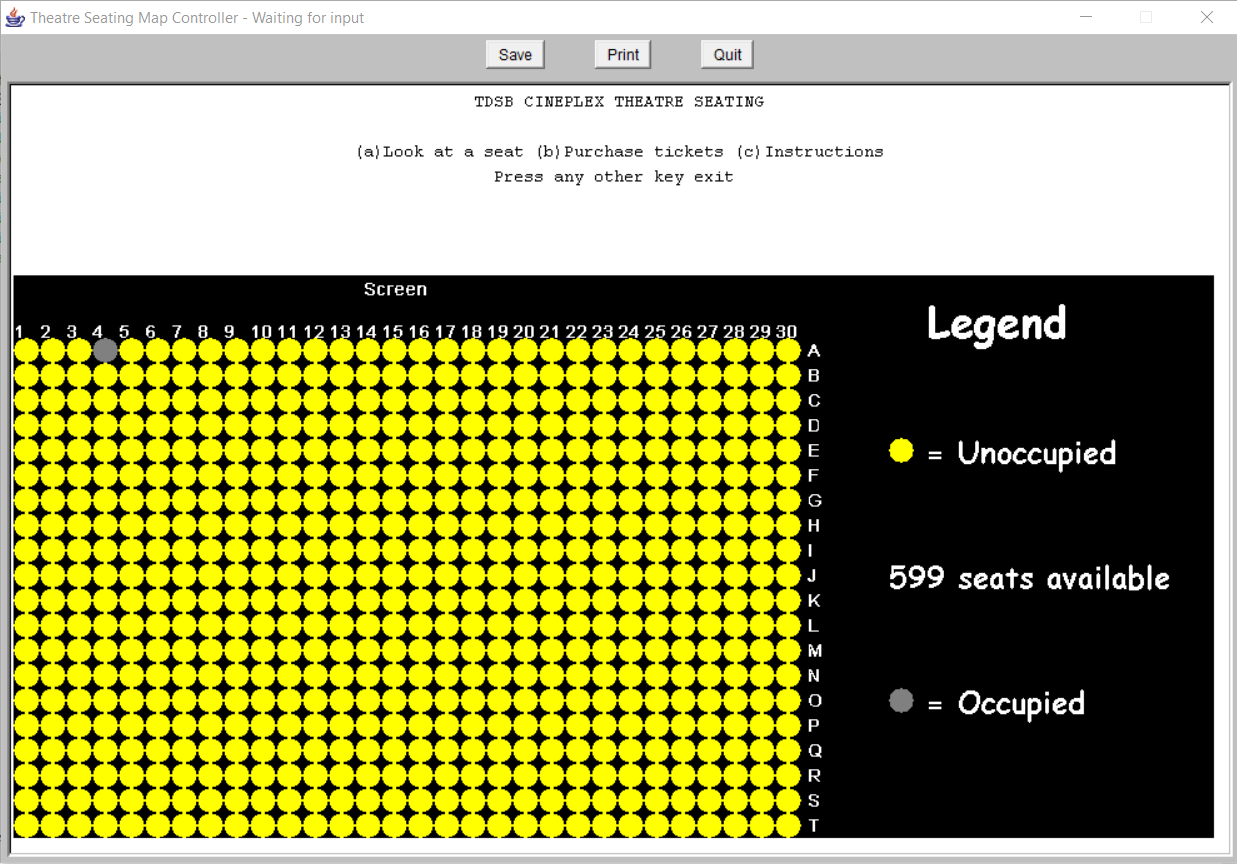 Theatre Seating Map Controller - Waiting for input
Save Print Quit
TDSB CINEPLEX THEATRE SEATING
(a)Look at a seat (b)Purchase tickets (c)Instructions
Press any other key exit
Screen
Legend
1 2 3 4 5 6 7 8 9 10 11 12 13 14 15 16 17 18 19 20 21 22 23 24 25 26 27 28 29 30
A
B
C
D
E
= Unoccupied
F
G
H
I
J
599 seats available
K
L
M
N
O
= Occupied
P
Q
R
S
T